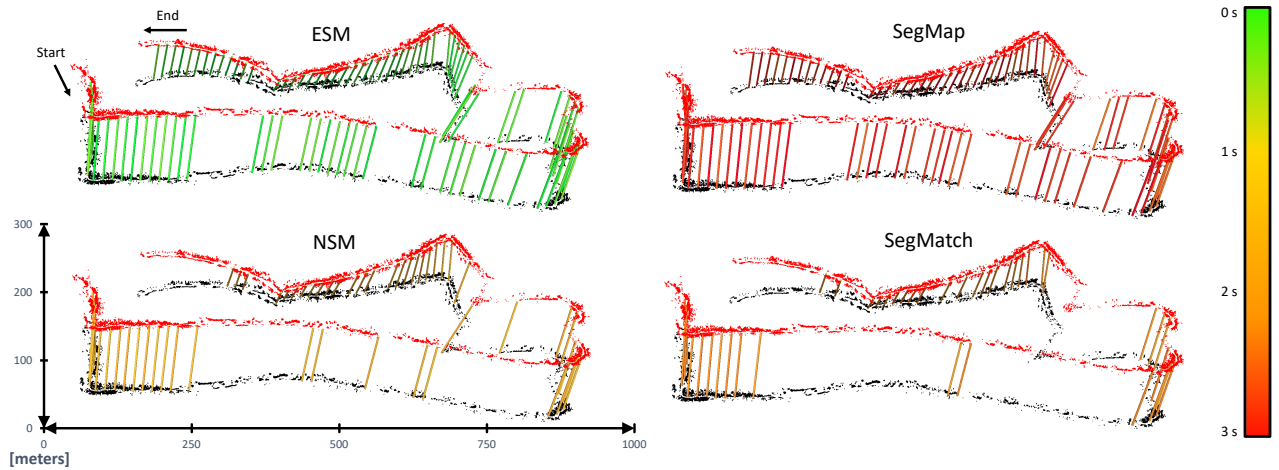 End
Start
ESM
SegMap
0 s
1 s
2 s
3 s
NSM
SegMatch
300
200
100
0
0 250 500 750 1000
[meters]